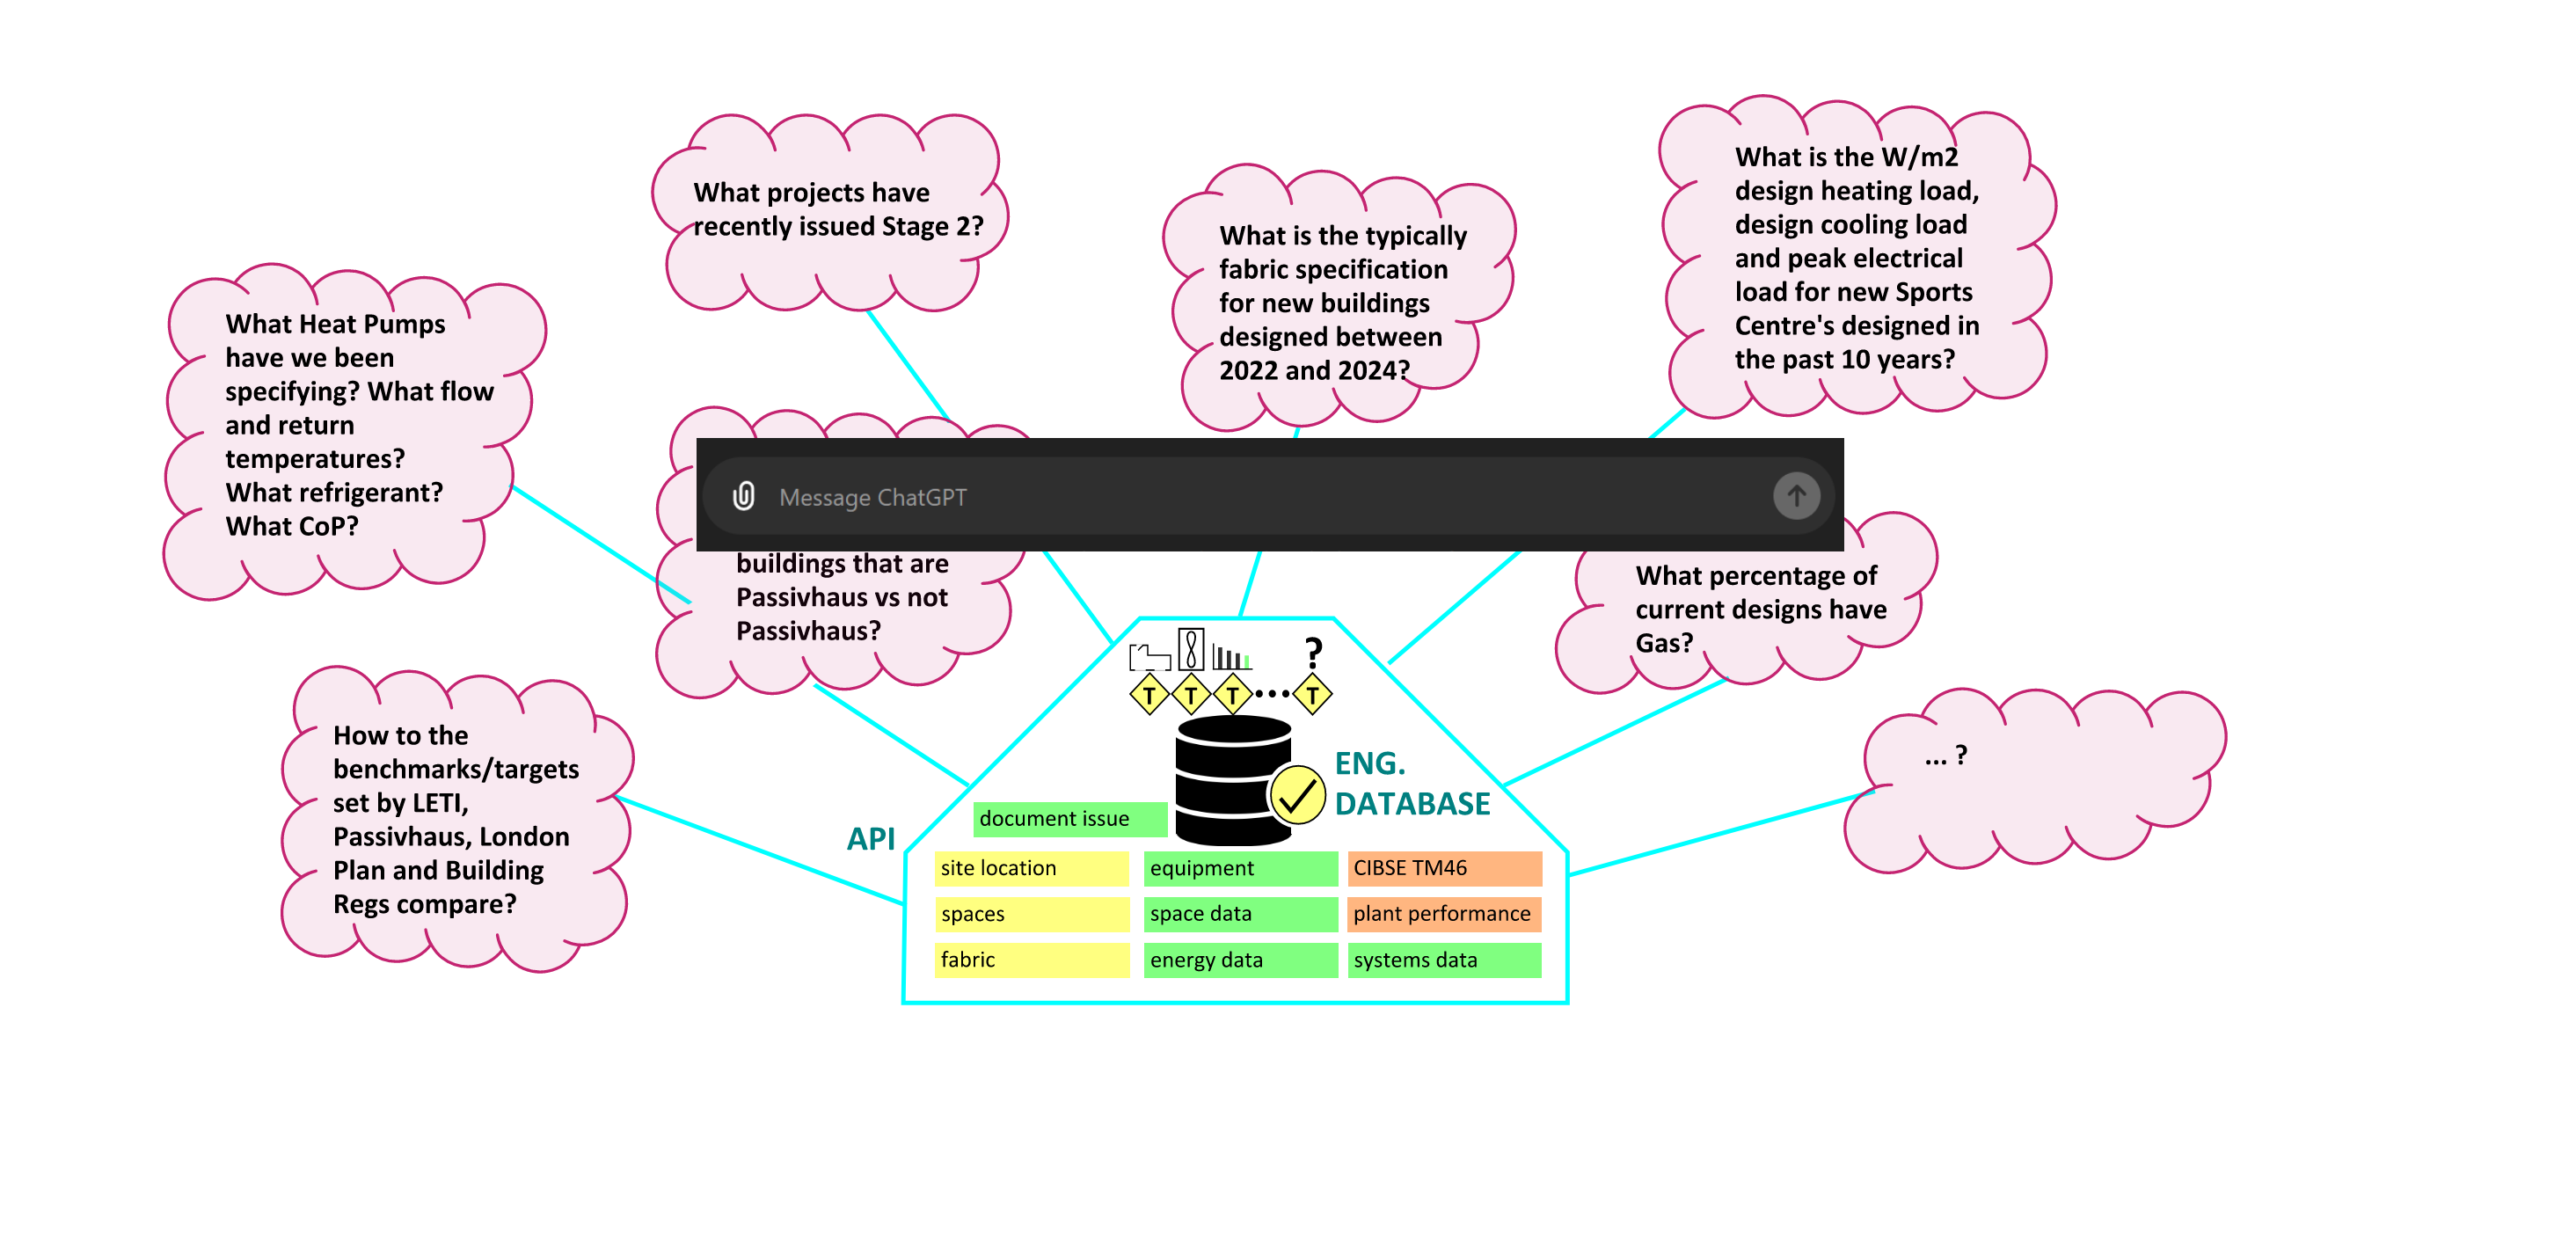 What projects have
recently issued Stage 2?
What is the W/m2
design heating load,
design cooling load
and peak electrical
load for new Sports
Centre's designed in
the past 10 years?
What is the typically
fabric specification
for new buildings
designed between
2022 and 2024?
What Heat Pumps
have we been
specifying? What flow
and return
temperatures?
What refrigerant?
What CoP?
Message ChatGPT
buildings that are
Passivhaus vs not
Passivhaus?
What percentage of
current designs have
Gas?
How to the
benchmarks/targets
set by LETI,
Passivhaus, London
Plan and Building
Regs compare?
... ?
?
T T T ... T
ENG.
DATABASE
API
document issue
site location
equipment
CIBSE TM46
spaces
space data
plant performance
fabric
energy data
systems data